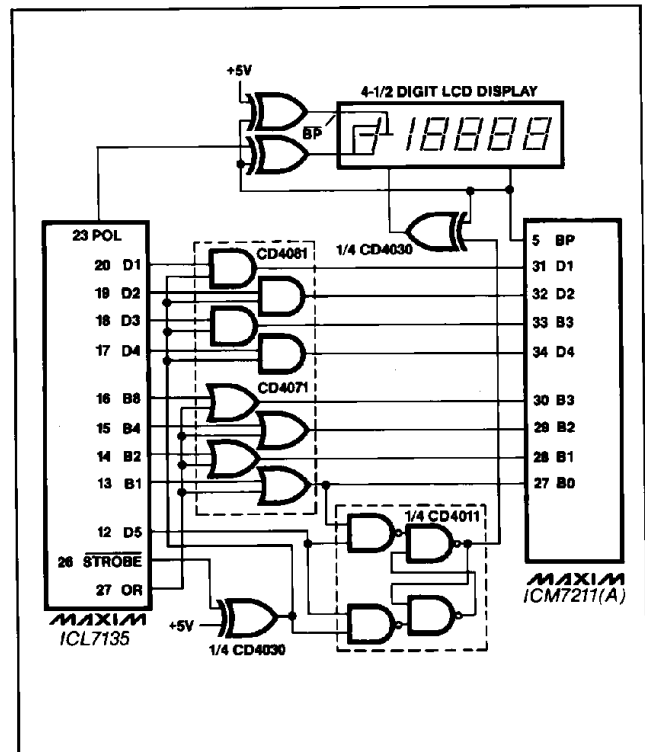 +5V
4-1/2 DIGIT LCD DISPLAY
BP
18888
23 POL
1/4 CD4030
5 BP
20 D1
CD4081
31 D1
19 D2
32 D2
18 D3
33 B3
17 D4
34 D4
CD4071
16 B8
30 B3
15 B4
29 B2
14 B2
28 B1
13 B1
27 B0
12 D5
1/4 CD4011
26 STROBE
27 OR
MAXIM
ICM7211(A)
MAXIM
ICL7135
+5V
1/4 CD4030